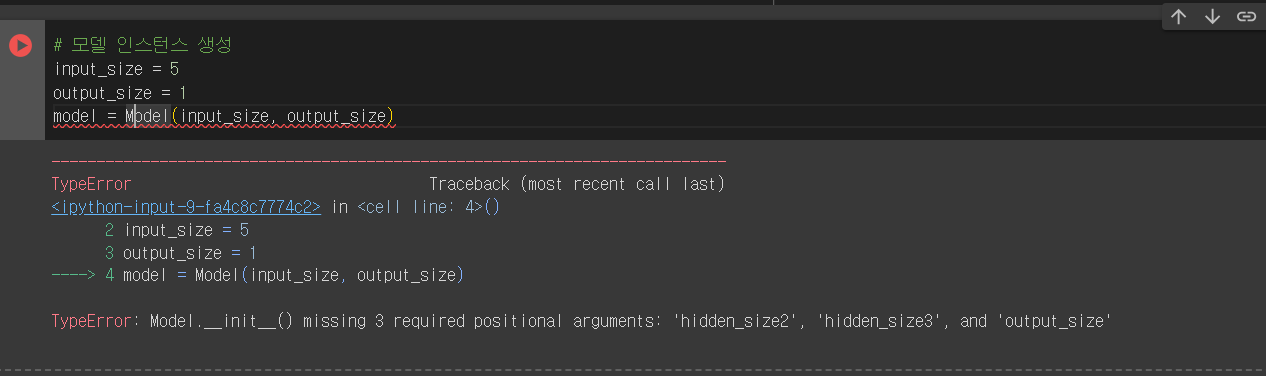 # 모델 인스턴스 생성
input_size = 5
output_size = 1
model = Model(input_size, output_size)
---------------------------------------------------------------------------
TypeError                                 Traceback (most recent call last)
<ipython-input-9-fa4c8c7774c2> in <cell line: 4>()
      2 input_size = 5
      3 output_size = 1
----> 4 model = Model(input_size, output_size)
TypeError: Model.__init__() missing 3 required positional arguments: 'hidden_size2', 'hidden_size3', and 'output_size'